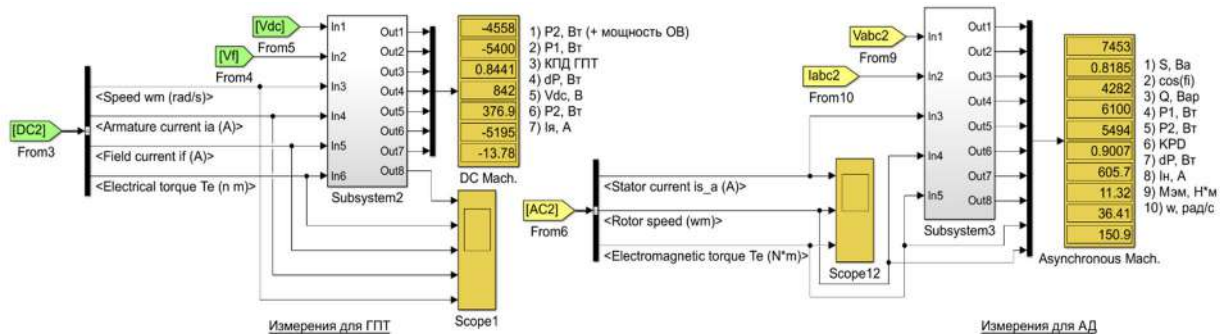 [Vdc]
From5
[Vf]
From4
[DC2]
From3
<Speed wm (rad/s)>
<Armature current ia (A)>
<Field current if (A)>
<Electrical torque Te (n m)>
In1
In2
In3
In4
In5
In6
Out1
Out2
Out3
Out4
Out5
Out6
Out7
Out8
Subsystem2
-4558
-5400
0.8441
842
376.9
-5195
-13.78
DC Mach.
1) P2, Вт (+ мощность ОВ)
2) P1, Вт
3) КПД ГПТ
4) dP, Вт
5) Vdc, В
6) P2, Вт
7) Iя, А
Scope1
Измерения для ГПТ
Vabc2
From9
Iabc2
From10
[AC2]
From6
<Stator current is_a (A)>
<Rotor speed (wm)>
<Electromagnetic torque Te (N*m)>
Scope12
In1
In2
In3
In4
In5
Out1
Out2
Out3
Out4
Out5
Out6
Out7
Out8
Subsystem3
7453
0.8185
4282
6100
5494
0.9007
605.7
11.32
36.41
150.9
Asynchronous Mach.
1) S, Ва
2) cos(fi)
3) Q, Вар
4) P1, Вт
5) P2, Вт
6) KPD
7) dP, Вт
8) Iн, А
9) Mэм, Н*м
10) w, рад/с
Измерения для АД